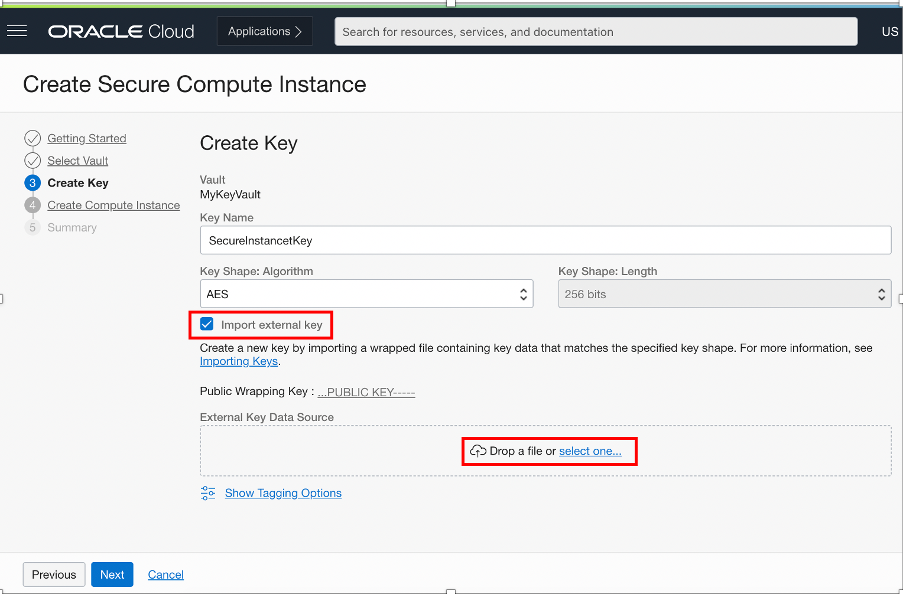 ORACLE Cloud
Applications
Search for resources, services, and documentation
US
Create Secure Compute Instance
Getting Started
Select Vault
3 Create Key
4 Create Compute Instance
5 Summary
Create Key
Vault
MyKeyVault
Key Name
SecureInstancetKey
Key Shape: Algorithm
Key Shape: Length
AES
256 bits
Import external key
Create a new key by importing a wrapped file containing key data that matches the specified key shape. For more information, see
Importing Keys.
Public Wrapping Key : ...PUBLIC KEY-----
External Key Data Source
Drop a file or select one...
Show Tagging Options
Previous
Next
Cancel